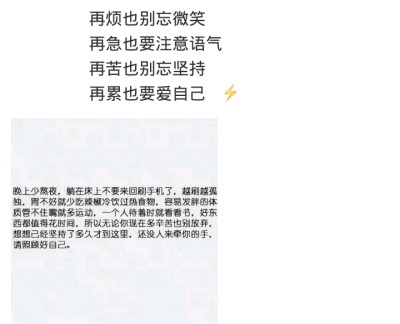 再烦也别忘微笑
再急也要注意语气
再苦也别忘坚持
再累也要爱自己 ⚡
晚上少熬夜，躺在床上不要来回刷手机了，越刷越孤
独，胃不好就少吃辣椒冷饮过热食物，容易发胖的体
质管不住嘴就多运动，一个人待着时就看看书，好东
西都值得花时间，所以无论你现在多辛苦也别放弃，
想想已经坚持了多久才到这里，还没人来牵你的手，
请照顾好自己。